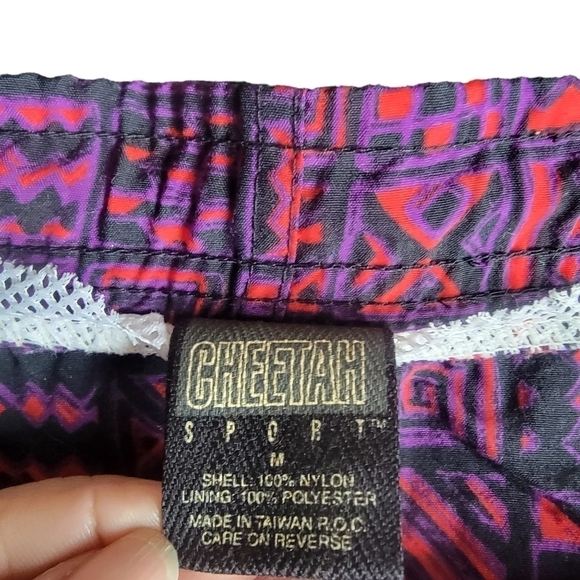 CHEETAH
SPORT™
M
SHELL: 100% NYLON
LINING: 100% POLYESTER
MADE IN TAIWAN R.O.C.
CARE ON REVERSE